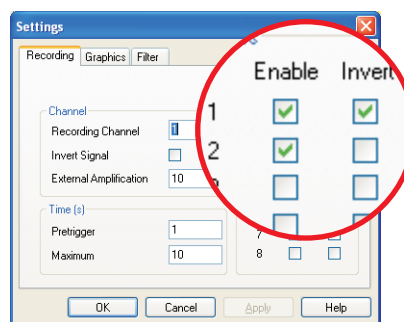 Settings
Recording Graphics Filter
Enable Invert
Channel
1
Recording Channel 1
Invert Signal
2
External Amplification 10
Time (s)
Pretrigger 1
7
Maximum 10
8
OK Cancel Apply Help